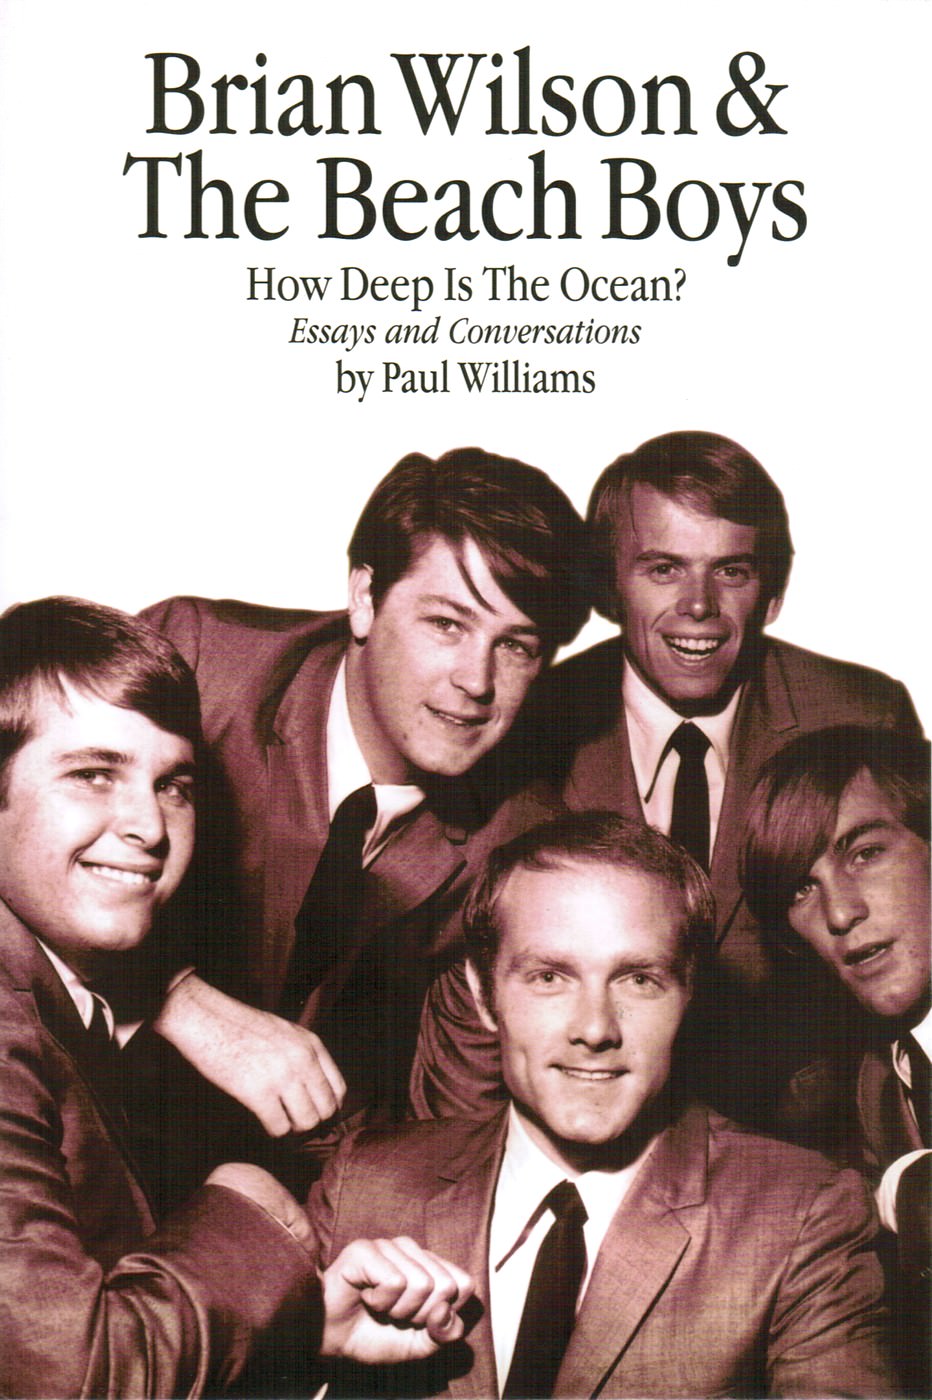 Brian Wilson &
The Beach Boys
How Deep Is The Ocean?
Essays and Conversations
by Paul Williams